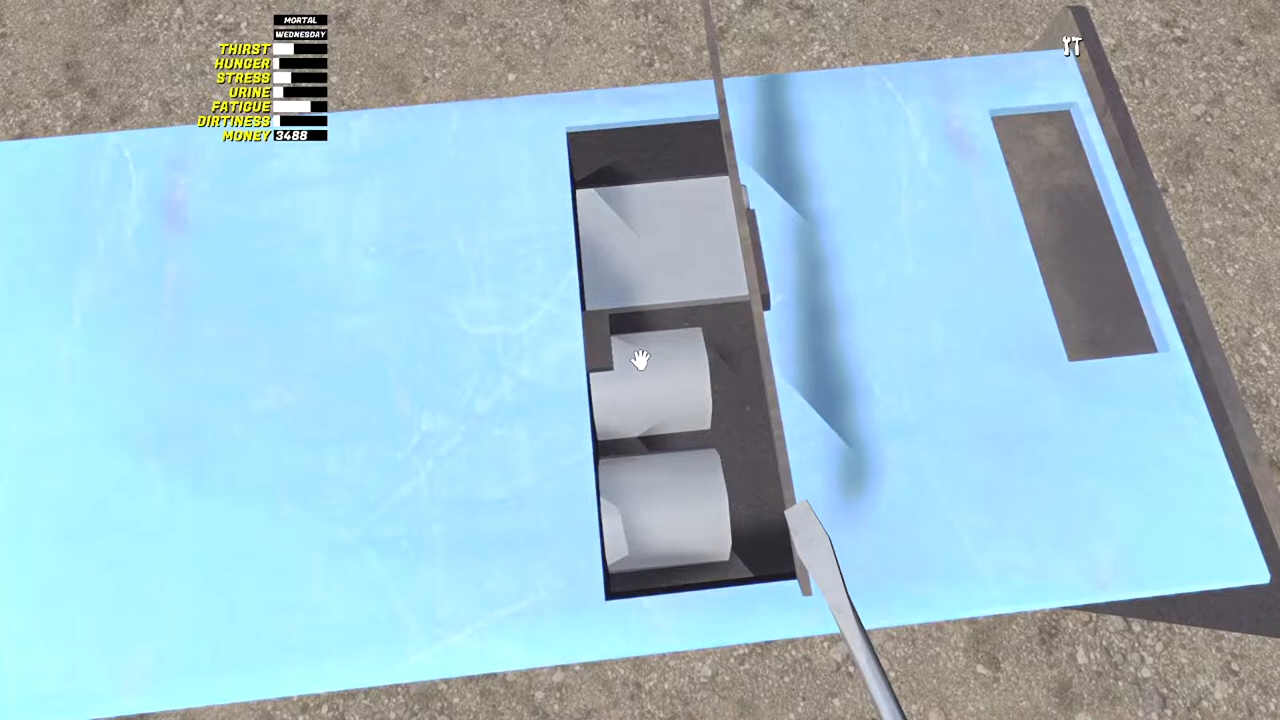 MORTAL
WEDNESDAY
THIRST
HUNGER
STRESS
URINE
FATIGUE
DIRTINESS
MONEY 3488